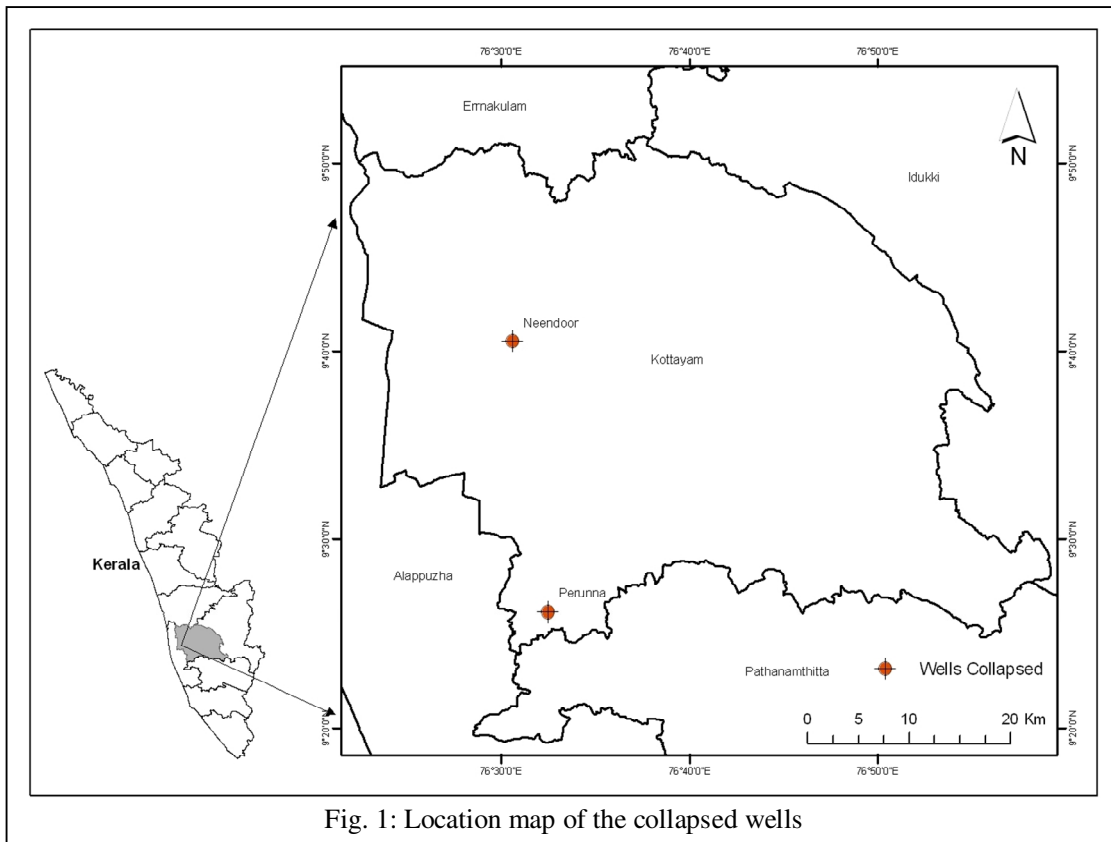 76°30'0"E 76°40'0"E 76°50'0"E
Ernakulam
N
9°50'0"N 9°50'0"N
Idukki
Neendoor
9°40'0"N 9°40'0"N
Kottayam
9°30'0"N 9°30'0"N
Kerala
Alappuzha
Perunna
Pathanamthitta
Wells Collapsed
0 5 10 20 Km
9°20'0"N 9°20'0"N
76°30'0"E 76°40'0"E 76°50'0"E
Fig. 1: Location map of the collapsed wells